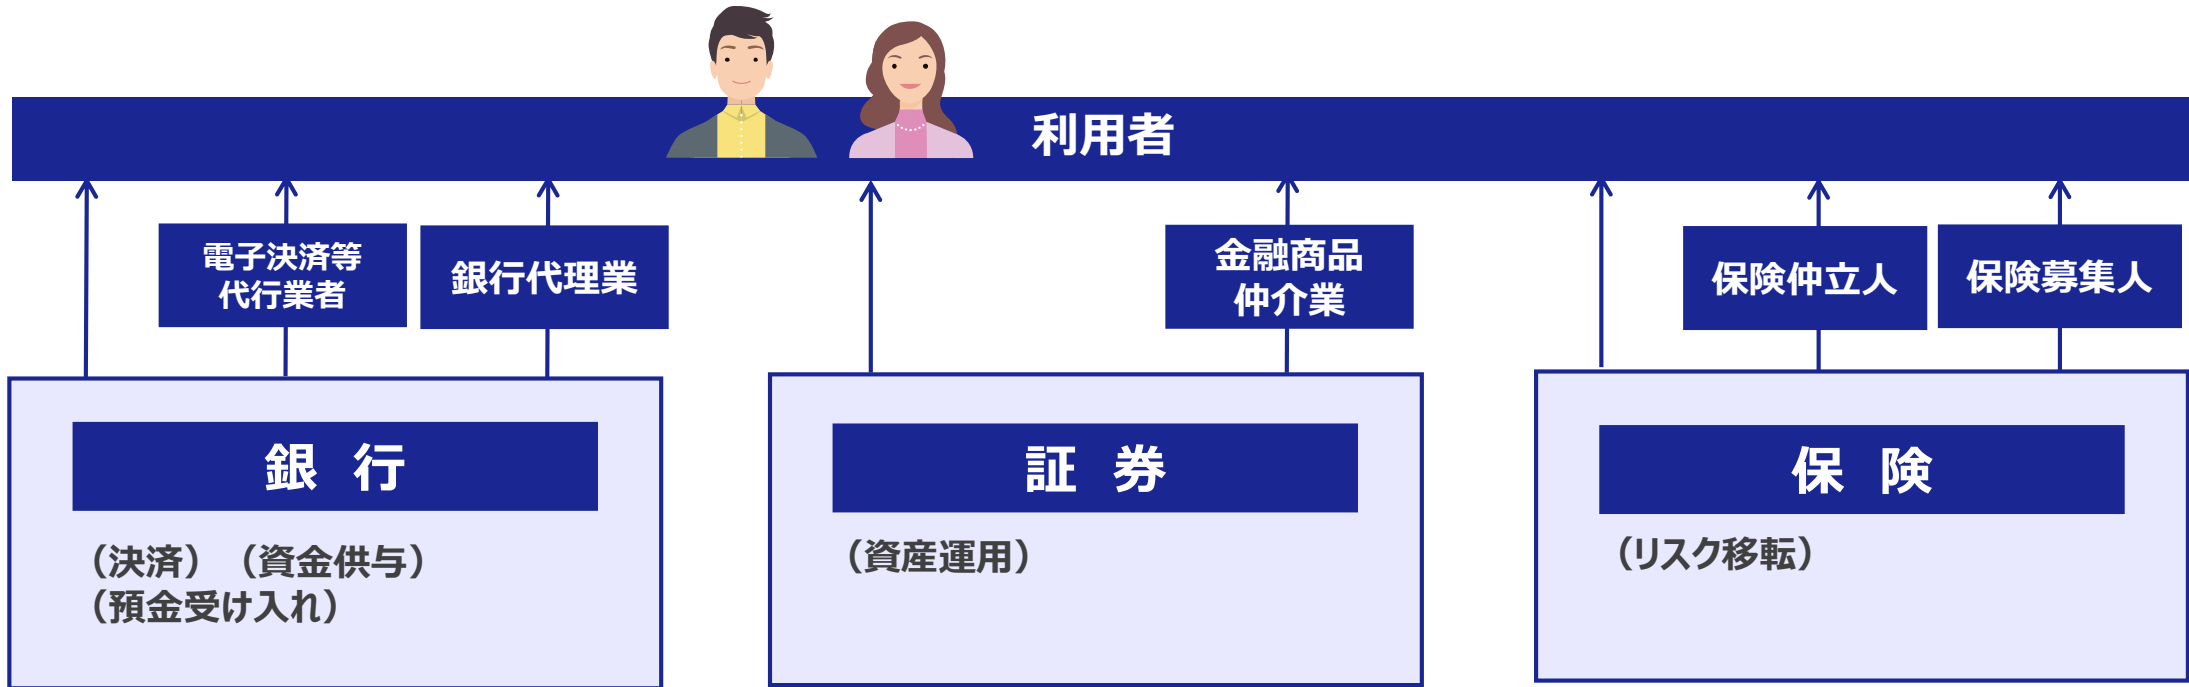 利用者
電子決済等
代行業者
銀行代理業
金融商品
仲介業
保険仲立人
保険募集人
銀 行
（決済）（資金供与）
（預金受け入れ）
証 券
（資産運用）
保 険
（リスク移転）